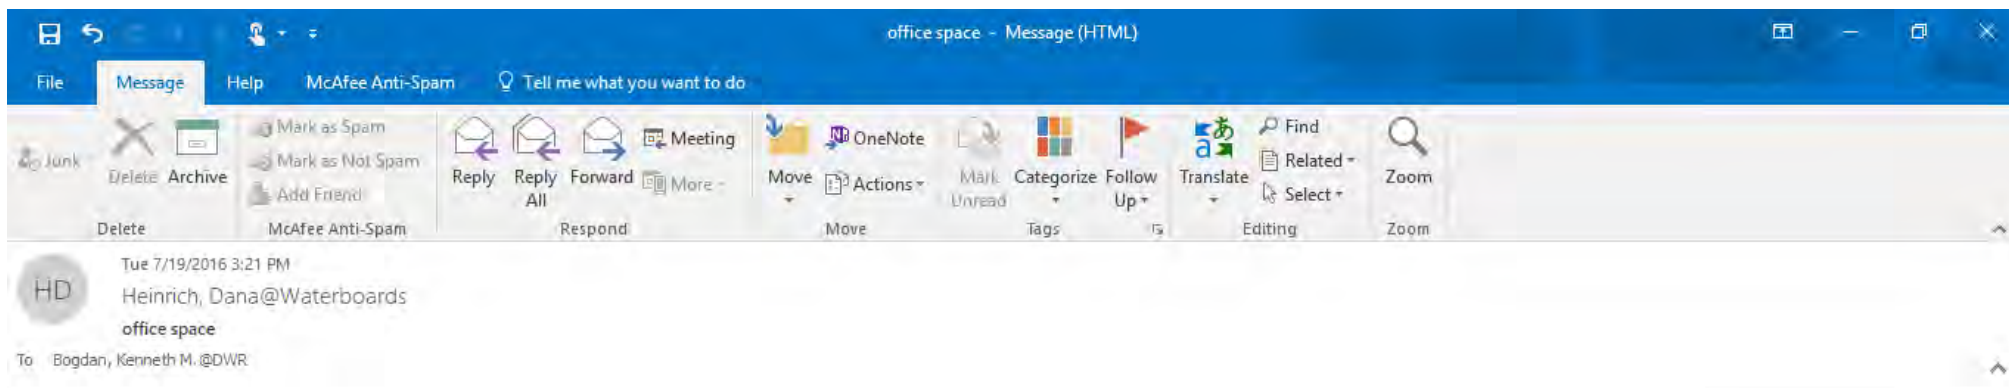 office space - Message (HTML)
File Message Help McAfee Anti-Spam Tell me what you want to do
Junk Delete Archive Mark as Spam Mark as Not Spam Add Friend Reply Reply All Forward Meeting More Move OneNote Actions Mark Unread Categorize Follow Up Translate Find Related Select Zoom
Delete McAfee Anti-Spam Respond Move Tags Editing Zoom
Tue 7/19/2016 3:21 PM
HD Heinrich, Dana@Waterboards
office space
To Bogdan, Kenneth M.@DWR